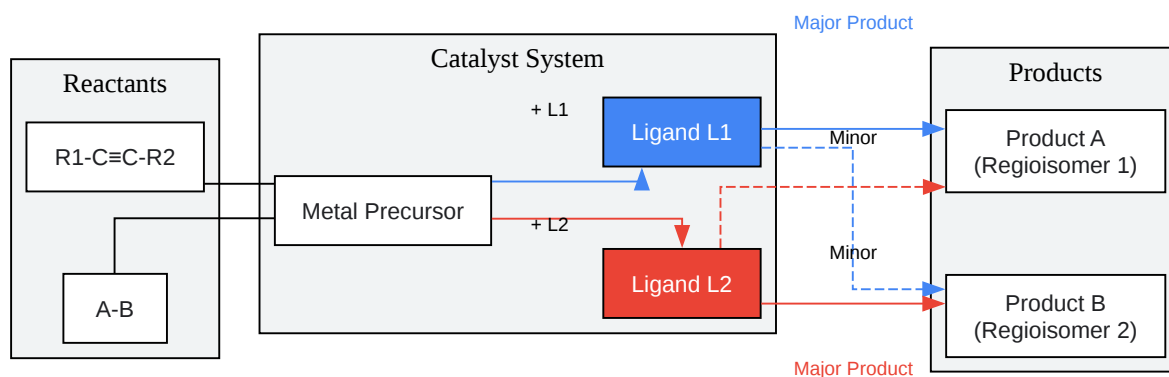 Major Product
Reactants
Catalyst System
Products
R1-C≡C-R2
A-B
Metal Precursor
+ L1
+ L2
Ligand L1
Ligand L2
Minor
Minor
Product A
(Regioisomer 1)
Product B
(Regioisomer 2)
Major Product